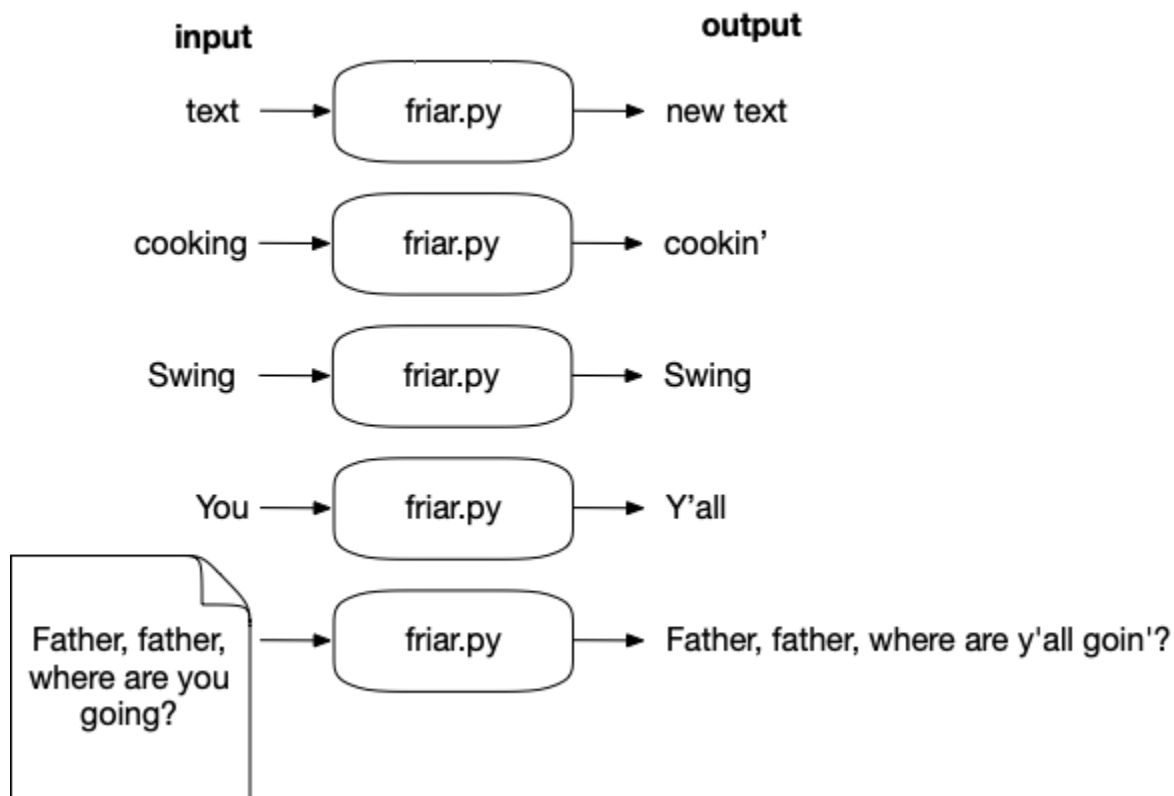 input output
text friar.py new text
cooking friar.py cookin’
Swing friar.py Swing
You friar.py Y’all
Father, father,
where are you
going?
friar.py Father, father, where are y'all goin'?